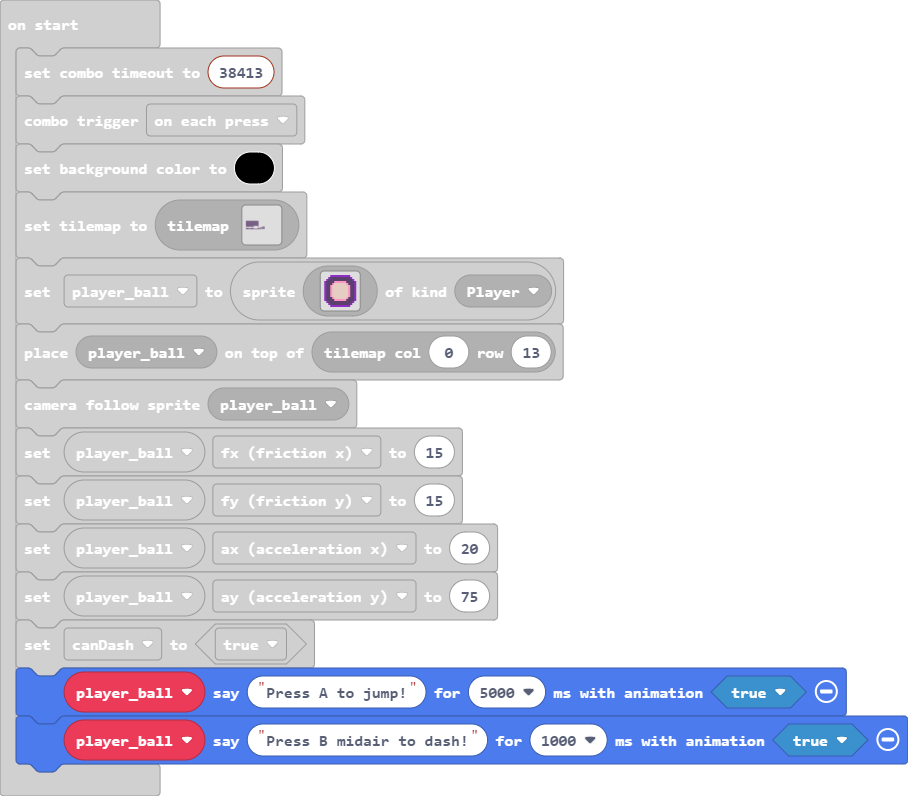 on start
set combo timeout to 38413
combo trigger on each press
set background color to
set tilemap to tilemap
set player_ball to sprite of kind Player
place player_ball on top of tilemap col 0 row 13
camera follow sprite player_ball
set player_ball fx (friction x) to 15
set player_ball fy (friction y) to 15
set player_ball ax (acceleration x) to 20
set player_ball ay (acceleration y) to 75
set canDash to true
player_ball say "Press A to jump!" for 5000 ms with animation true
player_ball say "Press B midair to dash!" for 1000 ms with animation true